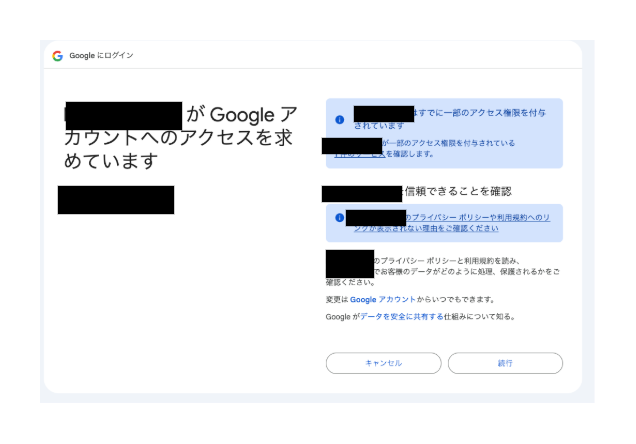 Google にログイン
が Google ア
カウントへのアクセスを求
めています
はすでに一部のアクセス権限を付与
されています
が一部のアクセス権限を付与されている
を確認します。
信頼できることを確認
のプライバシー ポリシーや利用規約へのリ
ンクが表示されない理由をご確認ください
のプライバシー ポリシーと利用規約を読み、
でお客様のデータがどのように処理、保護されるかをご
確認ください。
変更は Google アカウントからいつでもできます。
Google がデータを安全に共有する仕組みについて知る。
キャンセル
続行